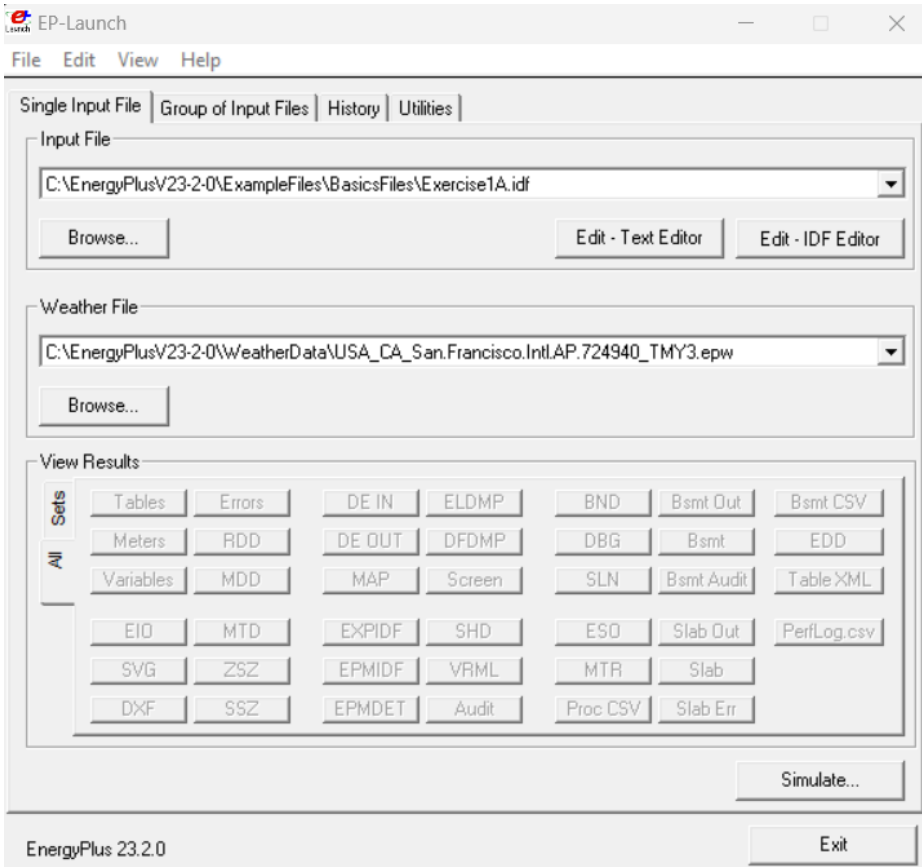 EP-Launch
File Edit View Help
Single Input File Group of Input Files History Utilities
Input File
C:\EnergyPlusV23-2-0\ExampleFiles\BasicsFiles\Exercise1A.idf
Browse... Edit - Text Editor Edit - IDF Editor
Weather File
C:\EnergyPlusV23-2-0\WeatherData\USA_CA_San.Francisco.Intl.AP.724940_TMY3.epw
Browse...
View Results
Sets
All
Tables Errors DE IN ELDMP BND Bsmt Out Bsmt CSV
Meters RDD DE OUT DFDMP DBG Bsmt EDD
Variables MDD MAP Screen SLN Bsmt Audit Table XML
EIO MTD EXPIDF SHD ESO Slab Out PerfLog.csv
SVG ZSZ EPMIDF VRML MTR Slab
DXF SSZ EPMDET Audit Proc CSV Slab Err
Simulate...
EnergyPlus 23.2.0 Exit